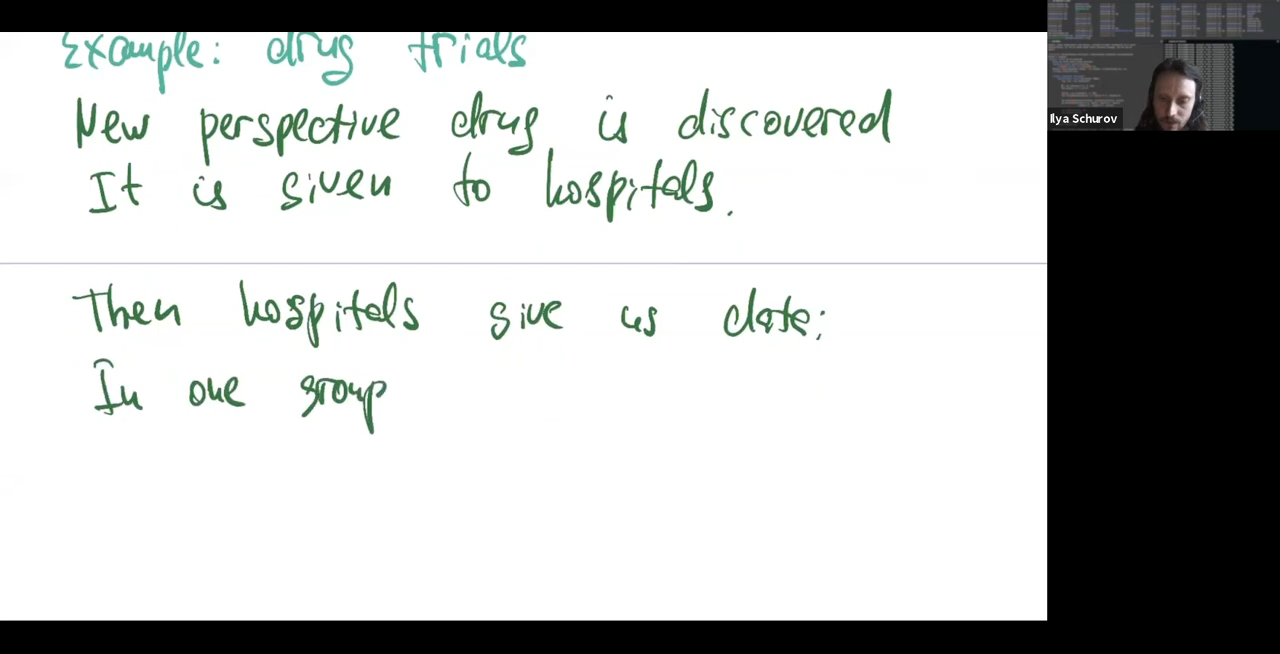 Example: drug trials
New perspective drug is discovered
It is given to hospitals.
Then hospitals give us data:
In one group
Ilya Schurov